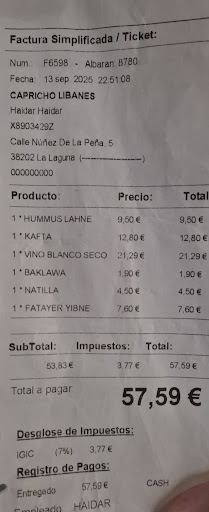 Factura Simplificada / Ticket:
Num: F6598 - Albaran: 8780
Fecha: 13 sep. 2025 22:51:08
CAPRICHO LIBANES
Haidar Haidar
X8903429Z
Calle Núñez De La Peña 5
38202 La Laguna (--------------------)
000000000
Producto: Precio: Total
1 * HUMMUS LAHNE 9,50 € 9,50 €
1 * KAFTA 12,80 € 12,80 €
1 * VINO BLANCO SECO 21,29 € 21,29 €
1 * BAKLAWA 1,90 € 1,90 €
1 * NATILLA 4,50 € 4,50 €
1 * FATAYER YIBNE 7,60 € 7,60 €
SubTotal: Impuestos: Total:
53,83 € 3,77 € 57,59 €
Total a pagar 57,59 €
Desglose de Impuestos:
IGIC (7%) 3.77 €
Registro de Pagos:
Entregado 57,59 € CASH
Empleado HAIDAR